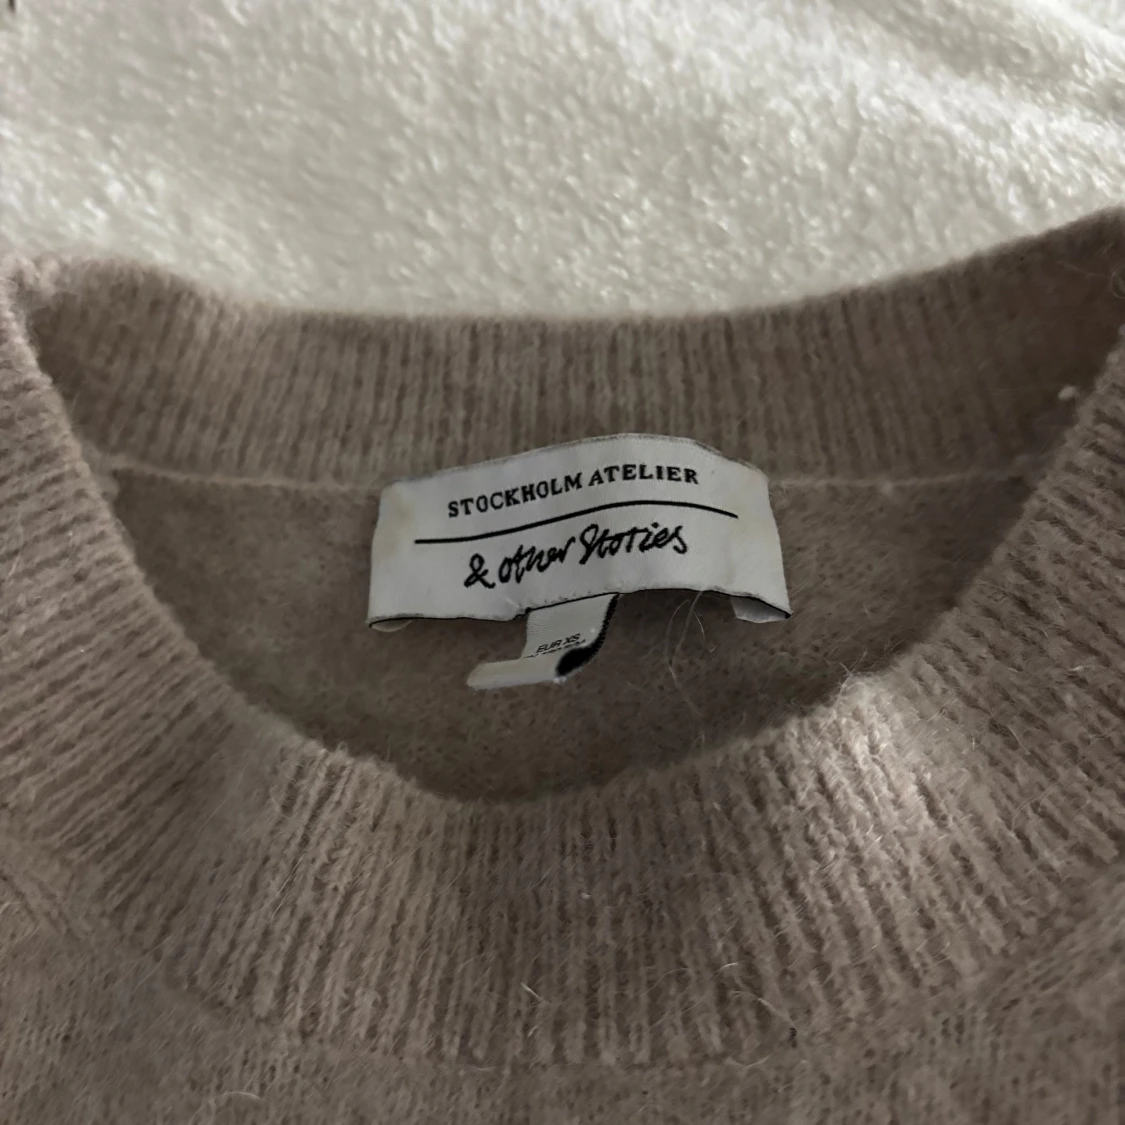 STOCKHOLM ATELIER
& other Stories
EUR XS